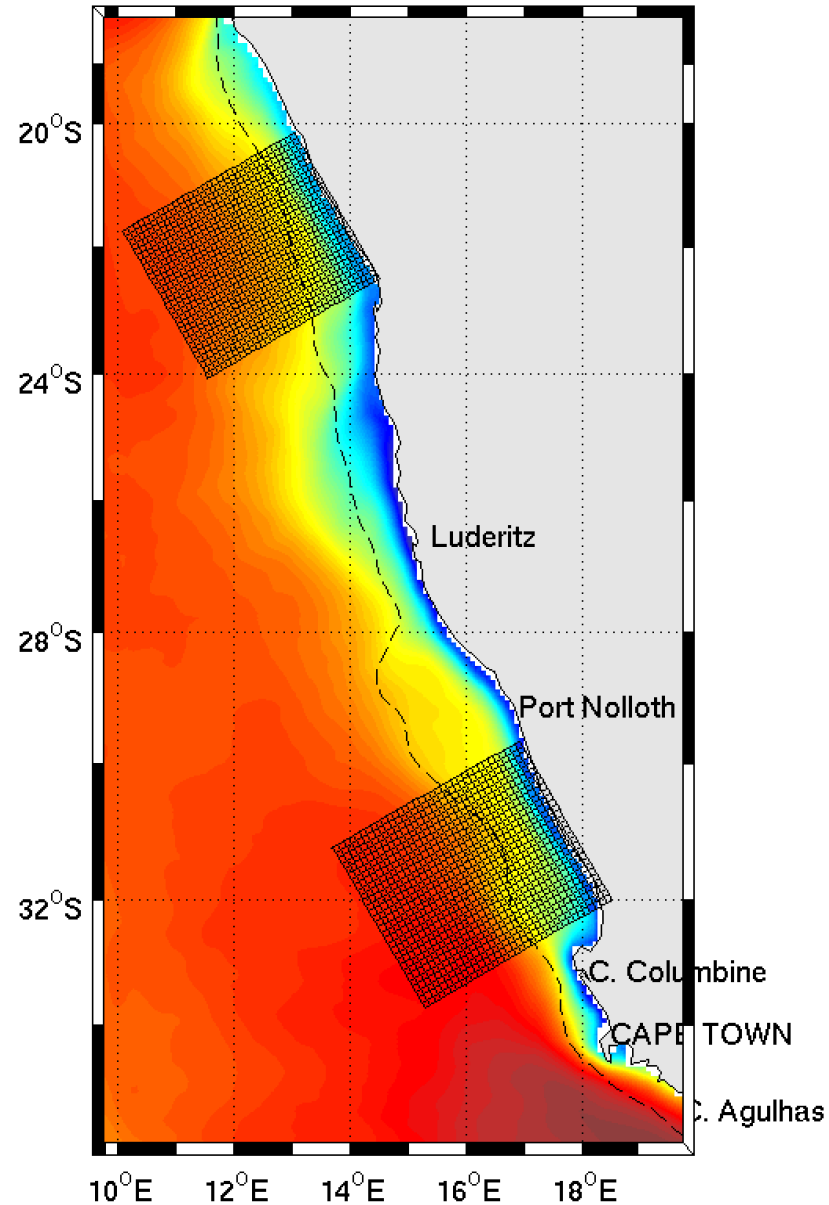 20°S
24°S
Luderitz
28°S
Port Nolloth
32°S
C. Columbine
CAPE TOWN
C. Agulhas
10°E 12°E 14°E 16°E 18°E